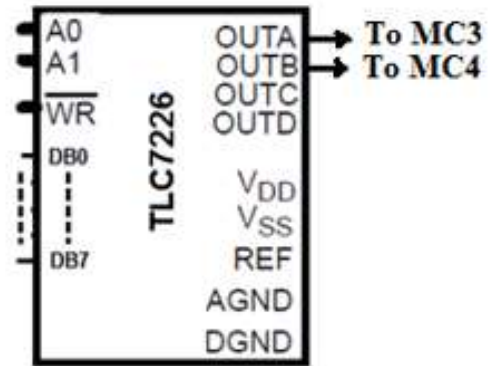 A0
A1
WR
DB0
DB7
TLC7226
OUTA
OUTB
OUTC
OUTD
VDD
VSS
REF
AGND
DGND
To MC3
To MC4